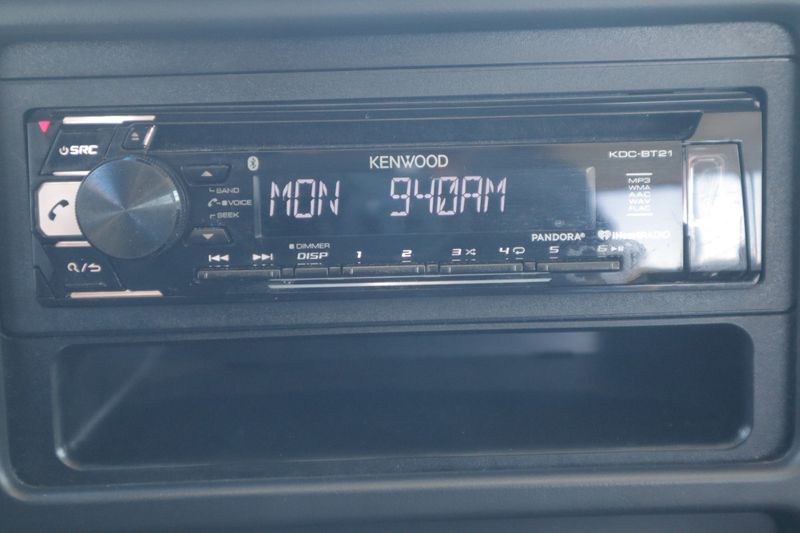 KENWOOD
KDC-BT21
SRC
MON 940AM
BAND
VOICE
SEEK
MP3
WMA
AAC
WAV
FLAC
PANDORA®
iHeartRADIO
DIMMER
DISP
1
2
3
4
5
6